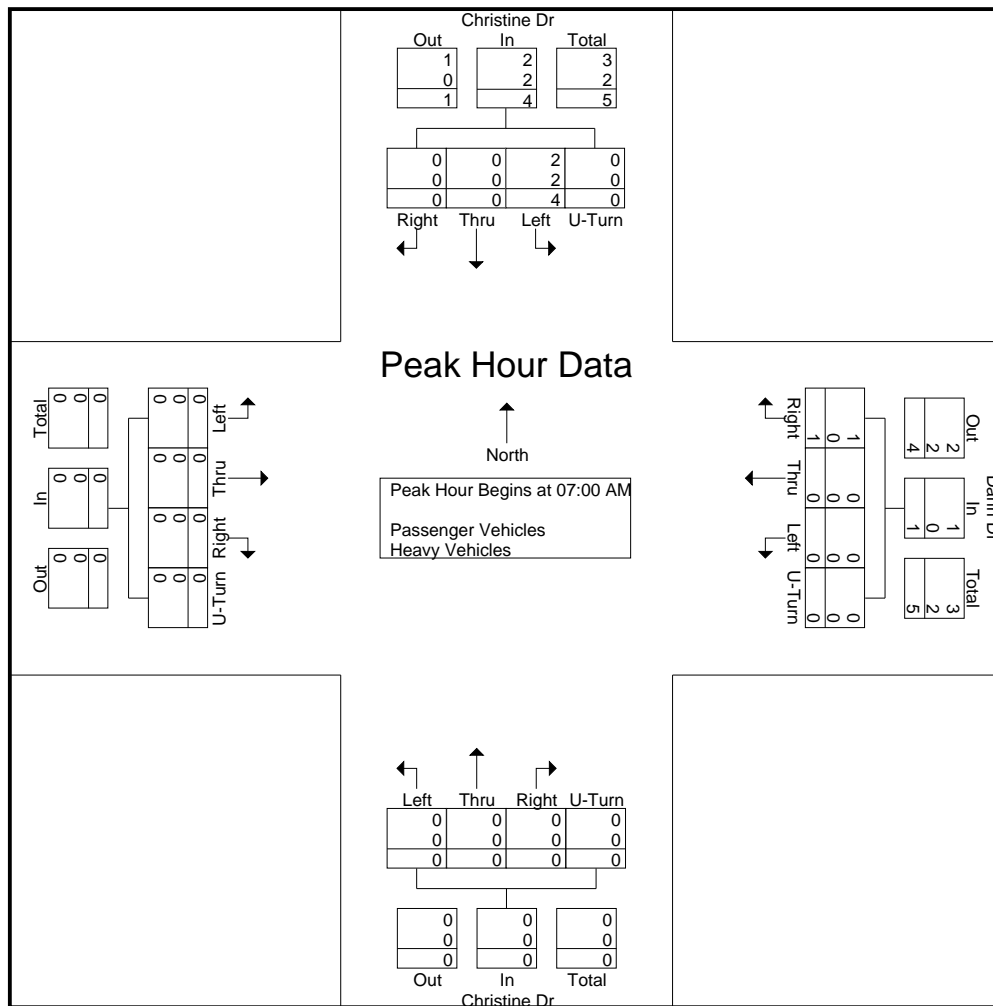 Christine Dr
Out In Total
1 2 3
0 2 2
1 4 5
0 0 2 0
0 0 2 0
0 0 4 0
Right Thru Left U-Turn
Peak Hour Data
North
Peak Hour Begins at 07:00 AM
Passenger Vehicles
Heavy Vehicles
Total In Out
0 0 0
0 0 0
0 0 0
0 0 0 0
0 0 0 0
0 0 0 0
Left Thru Right U-Turn
Dr
Out In Total
2 1 3
2 0 2
4 1 5
1 0 0 0
0 0 0 0
1 0 0 0
Right Thru Left U-Turn
Left Thru Right U-Turn
0 0 0 0
0 0 0 0
0 0 0 0
0 0 0
0 0 0
0 0 0
Out In Total
Christine Dr